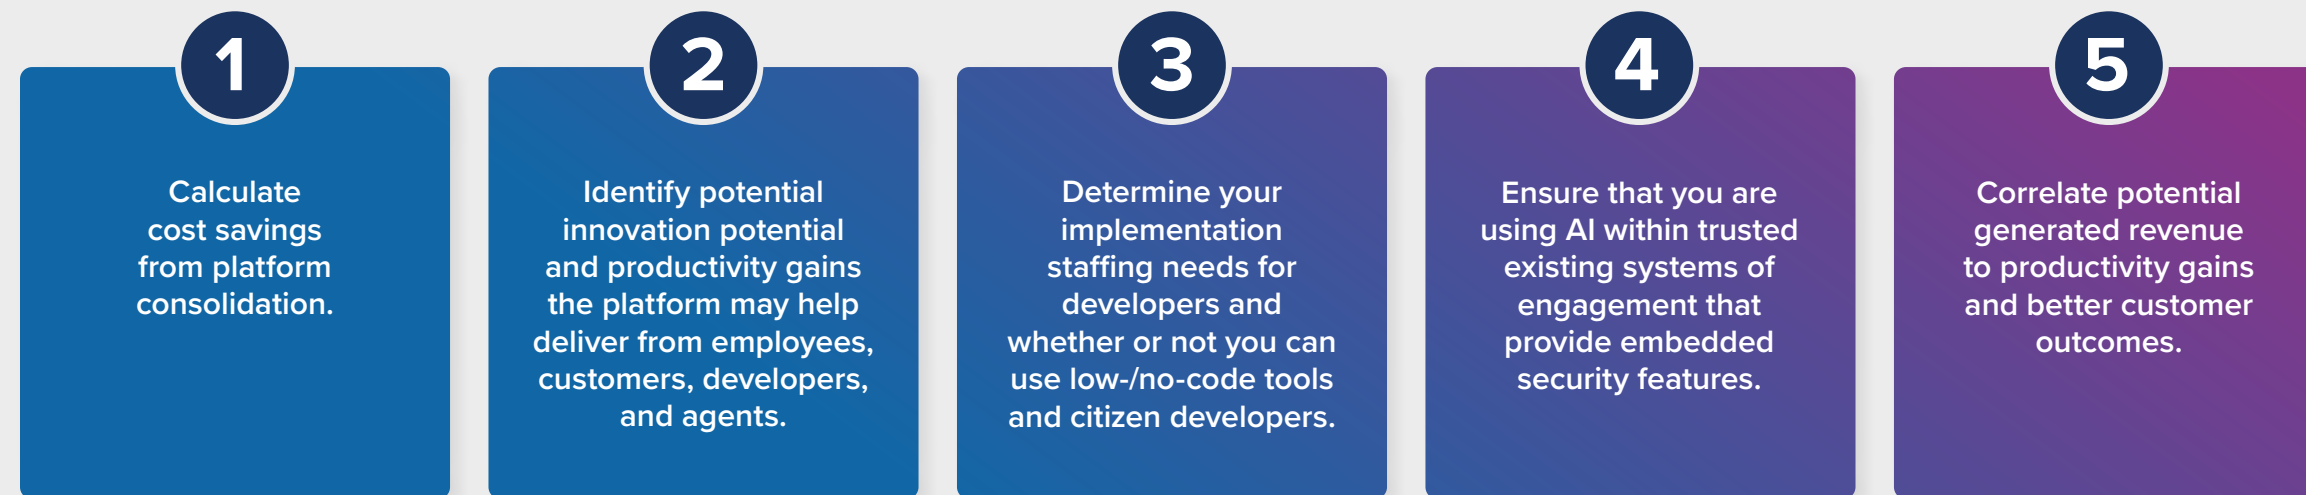 1
Calculate
cost savings
from platform
consolidation.
2
Identify potential
innovation potential
and productivity gains
the platform may help
deliver from employees,
customers, developers,
and agents.
3
Determine your
implementation
staffing needs for
developers and
whether or not you can
use low-/no-code tools
and citizen developers.
4
Ensure that you are
using AI within trusted
existing systems of
engagement that
provide embedded
security features.
5
Correlate potential
generated revenue
to productivity gains
and better customer
outcomes.